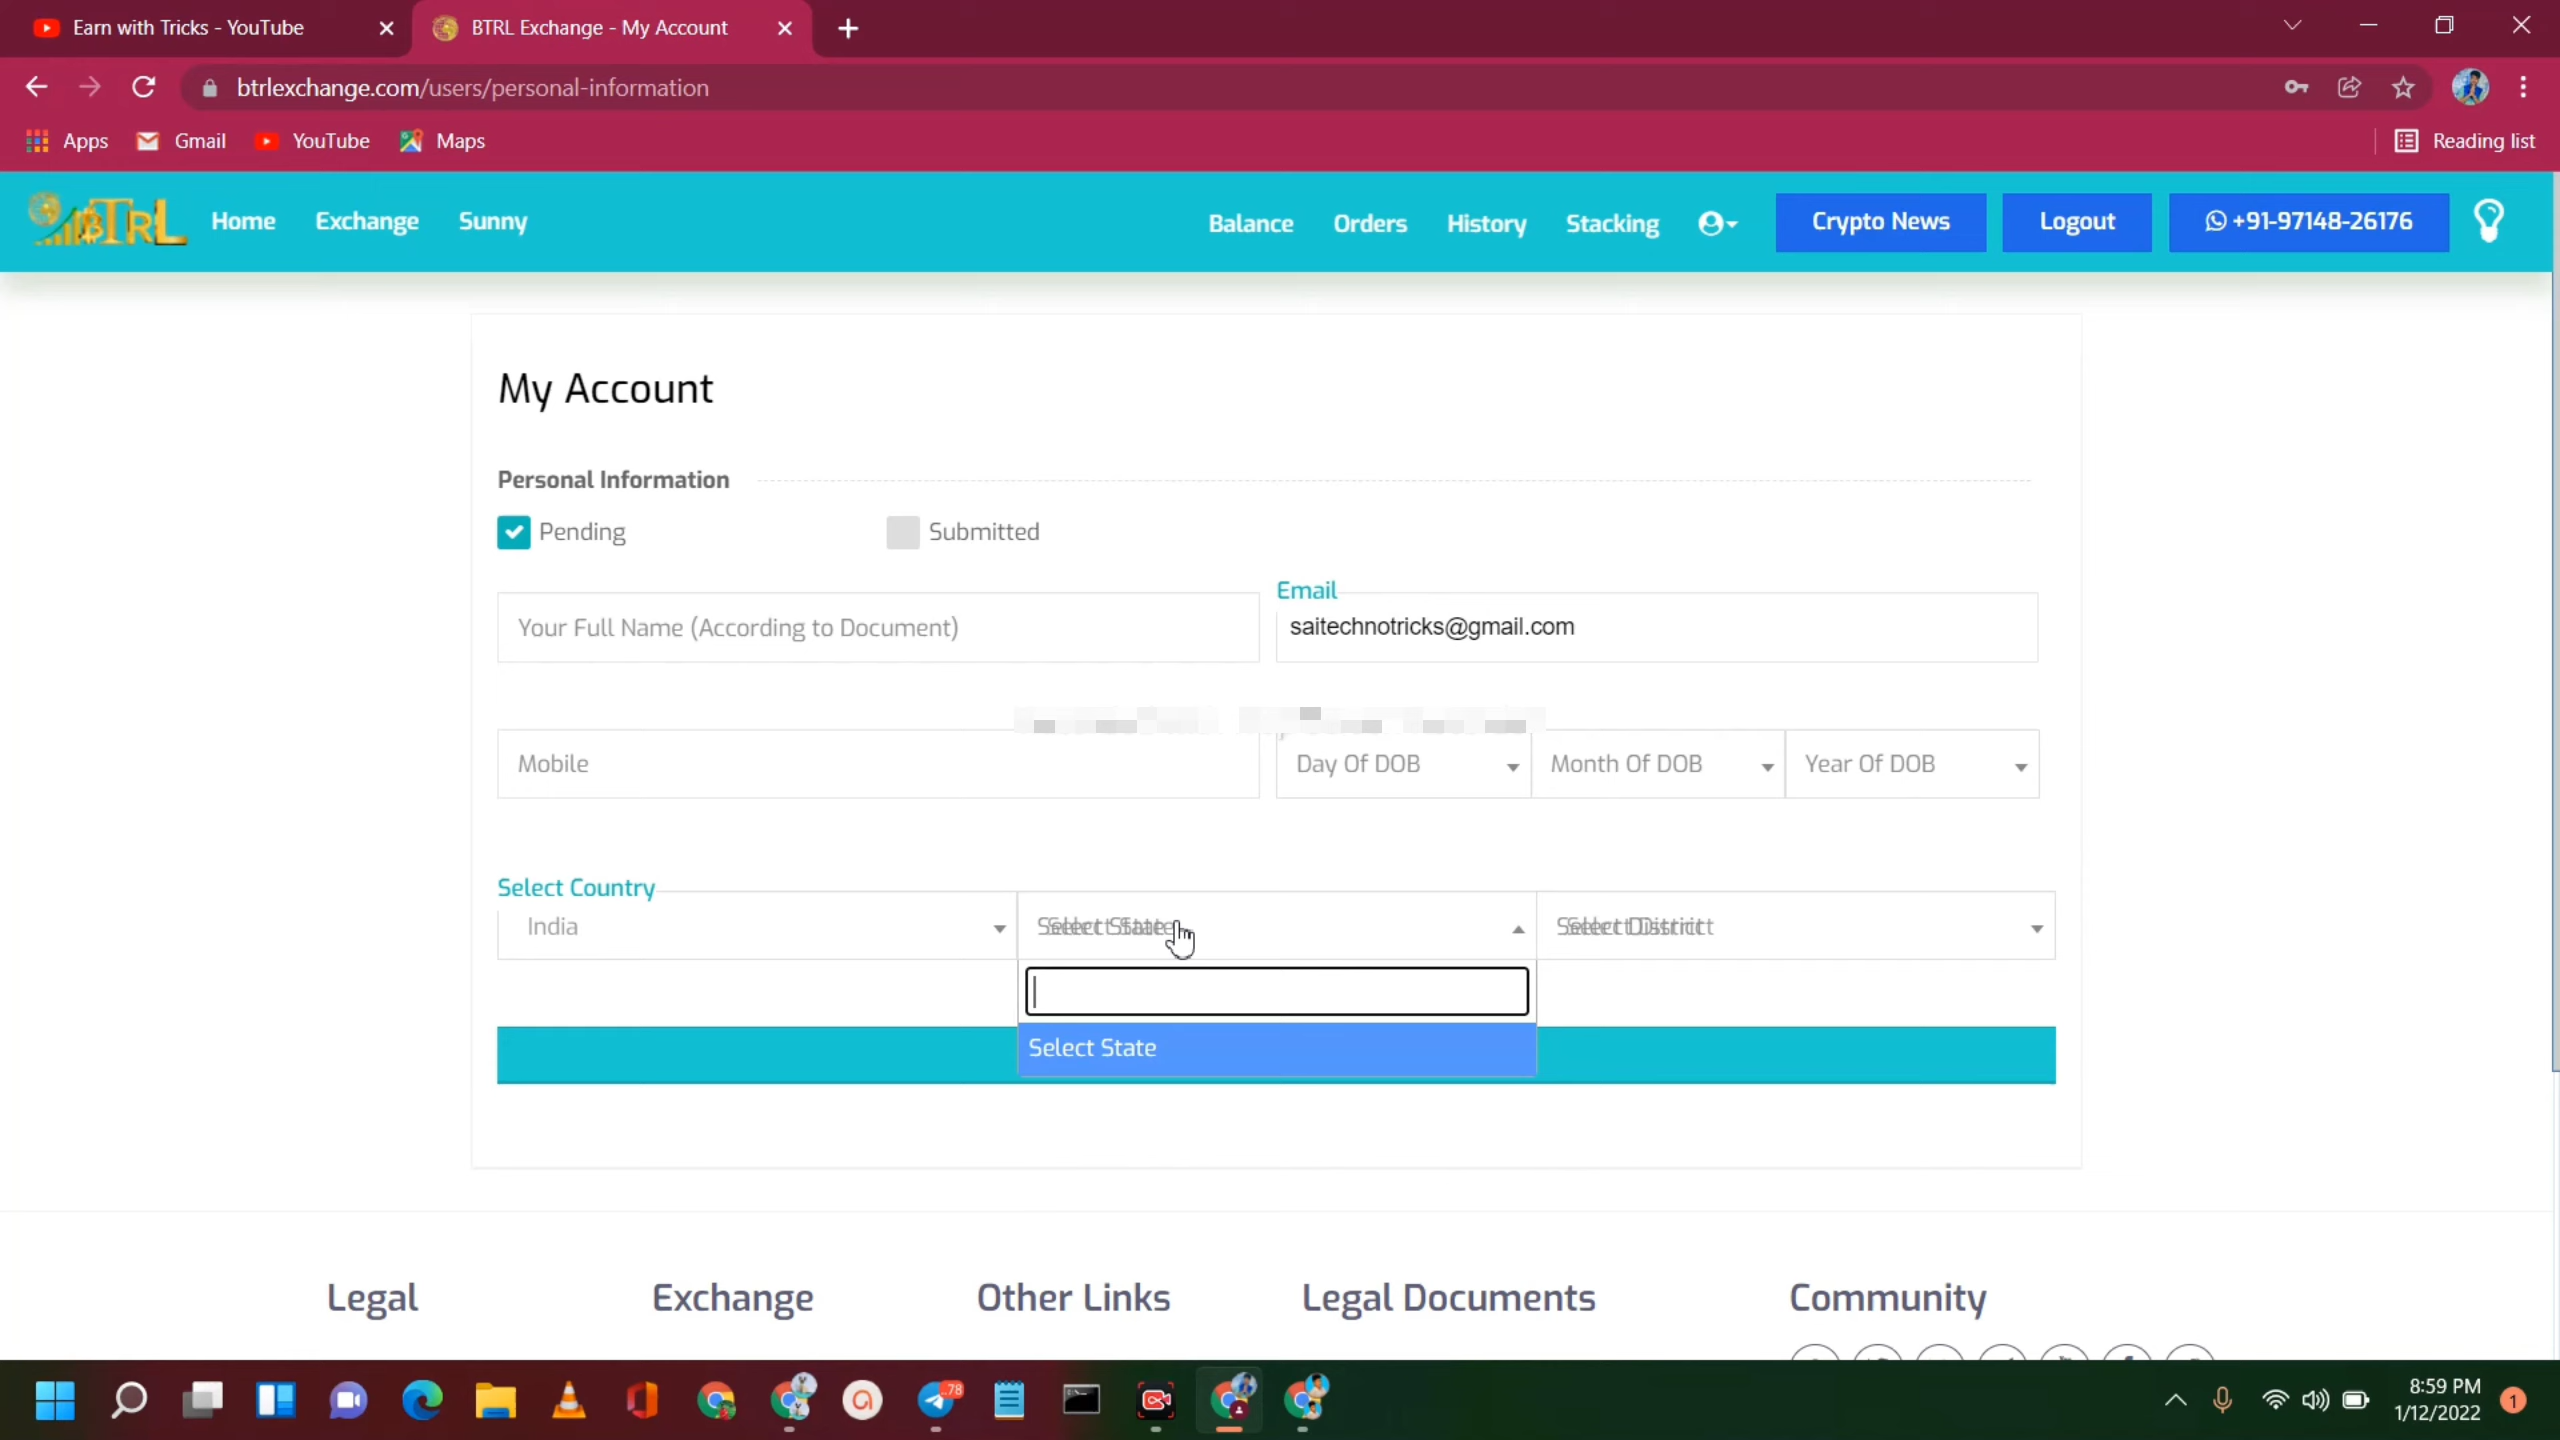 Earn with Tricks - YouTube
BTRL Exchange - My Account
btrlexchange.com/users/personal-information
Apps
Gmail
YouTube
Maps
Reading list
BTRL
Home
Exchange
Sunny
Balance
Orders
History
Stacking
Crypto News
Logout
+91-97148-26176
My Account
Personal Information
Pending
Submitted
Your Full Name (According to Document)
Email
saitechnotricks@gmail.com
Mobile
Day Of DOB
Month Of DOB
Year Of DOB
Select Country
India
Select State
Select District
Select State
Legal
Exchange
Other Links
Legal Documents
Community
78
8:59 PM
1/12/2022
1